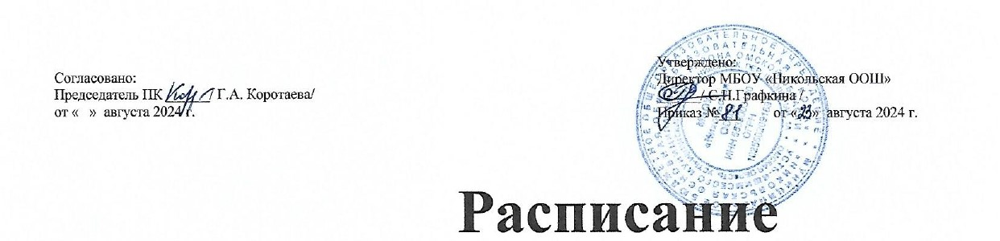 Согласовано:
Председатель ПК Г.А. Коротаева/
от « » августа 2024 г.
Утверждено:
Директор МБОУ «Никольская ООШ»
/ С.Н.Графкина /
Приказ № 81 от «23» августа 2024 г.
Расписание